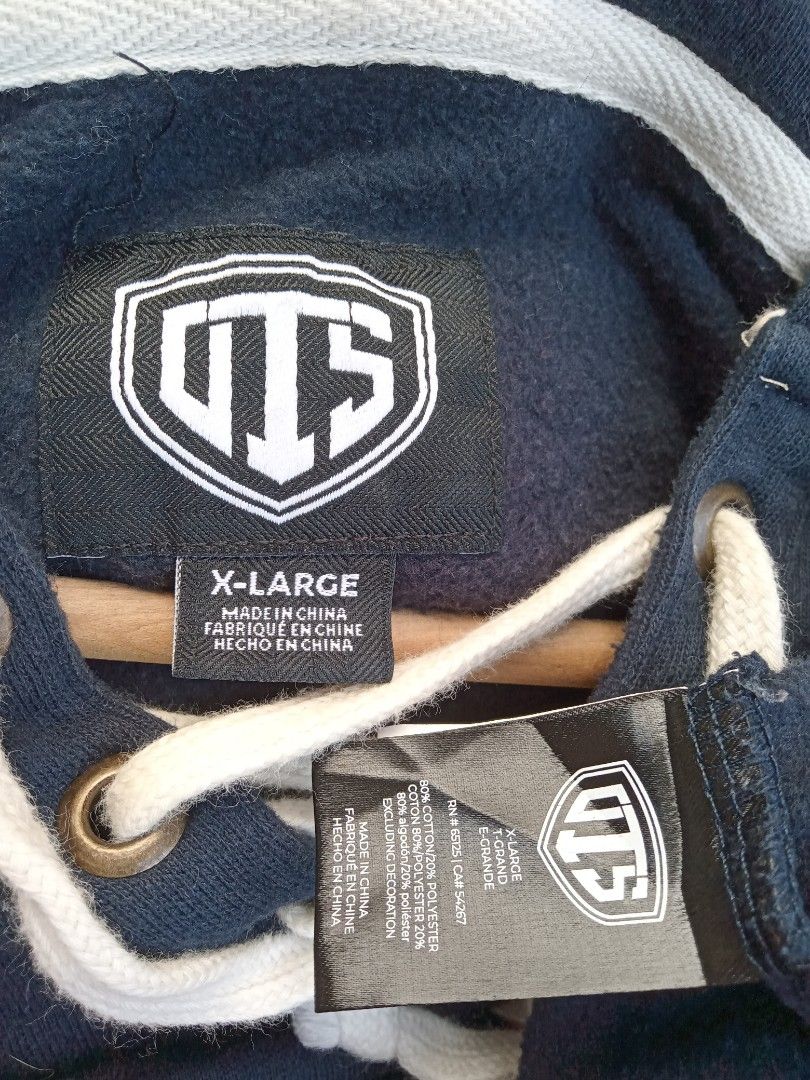 OTS
X-LARGE
MADE IN CHINA
FABRIQUÉ EN CHINE
HECHO EN CHINA
OTS
X-LARGE
T-GRAND
E-GRANDE
RN # 65125 | CA# 54267
80% COTTON/20% POLYESTER
COTON 80%/POLYESTER 20%
80% algodón/20% poliéster
EXCLUDING DECORATION
MADE IN CHINA
FABRIQUÉ EN CHINE
HECHO EN CHINA